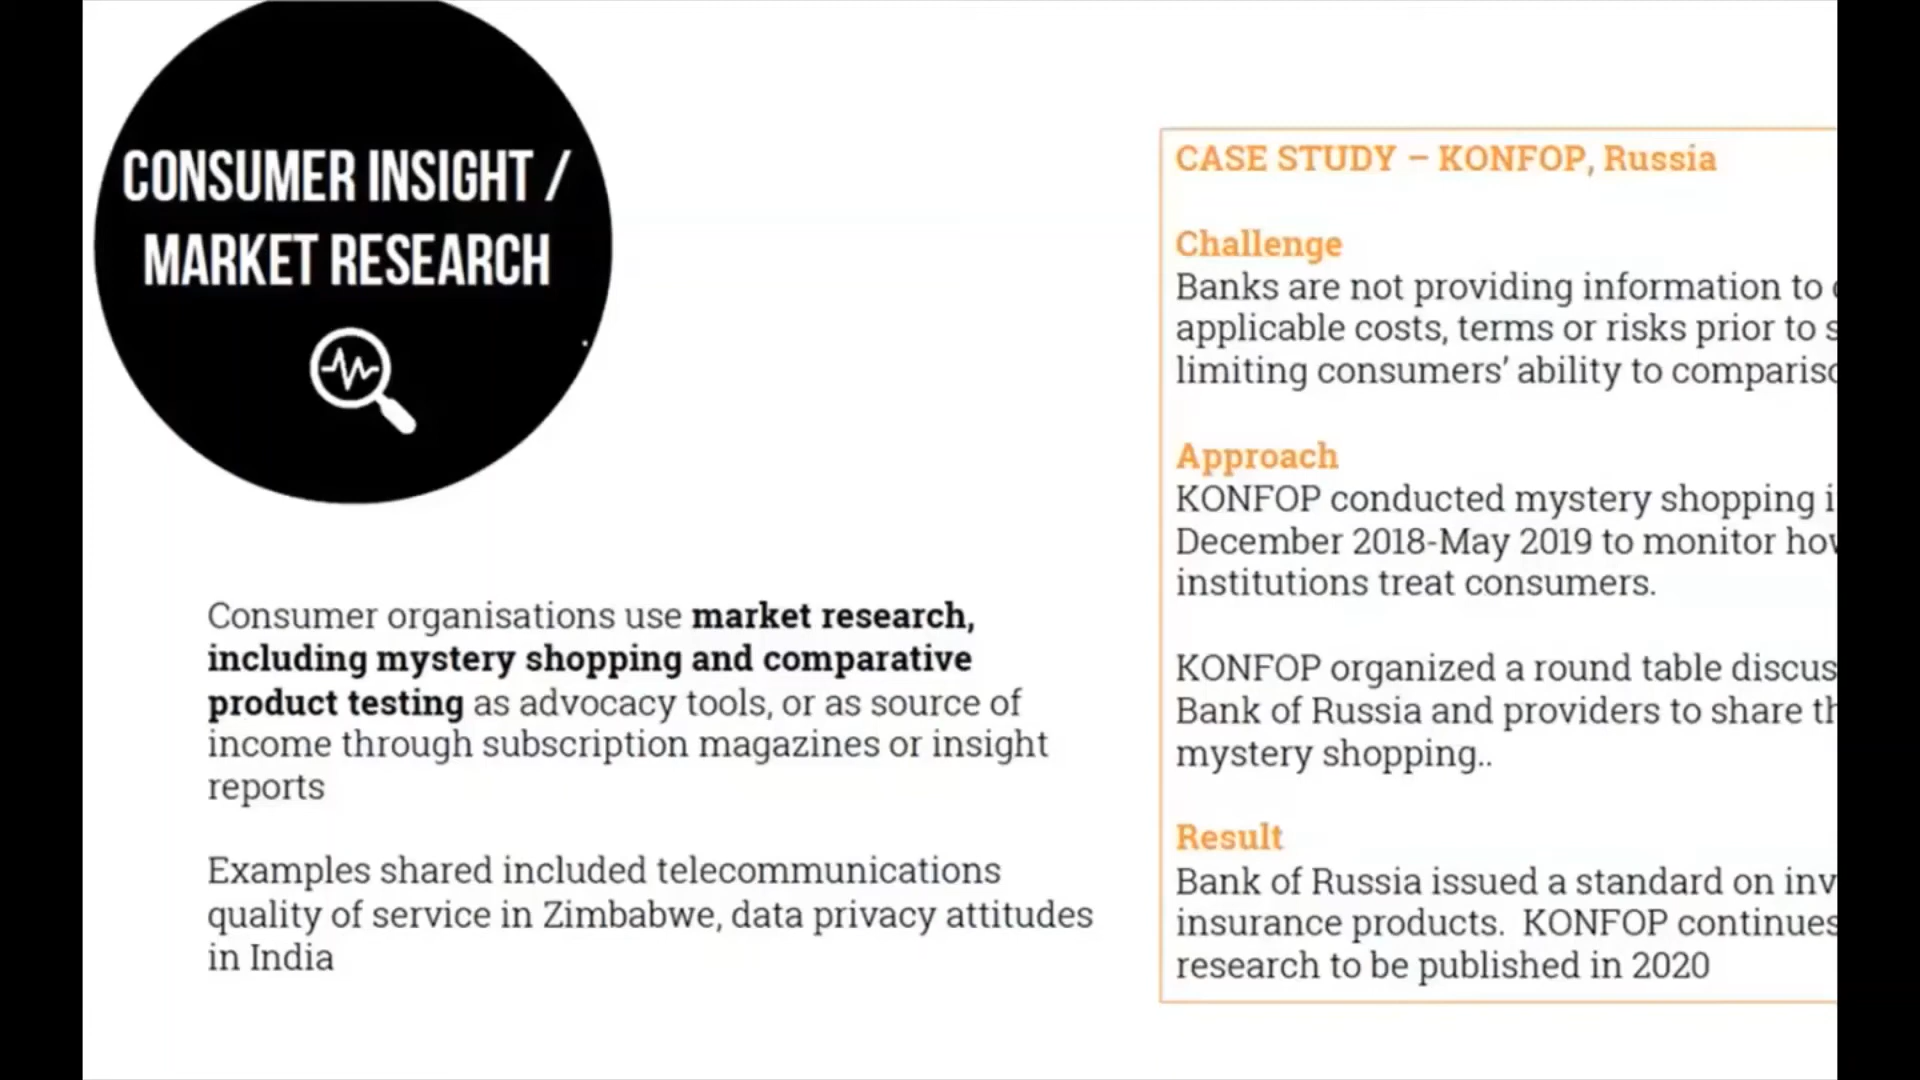 CONSUMER INSIGHT /
MARKET RESEARCH
Consumer organisations use market research,
including mystery shopping and comparative
product testing as advocacy tools, or as source of
income through subscription magazines or insight
reports
Examples shared included telecommunications
quality of service in Zimbabwe, data privacy attitudes
in India
CASE STUDY – KONFOP, Russia
Challenge
Banks are not providing information to
applicable costs, terms or risks prior to
limiting consumers’ ability to
Approach
KONFOP conducted mystery shopping
December 2018-May 2019 to monitor
institutions treat consumers.
KONFOP organized a round table
Bank of Russia and providers to share
mystery shopping..
Result
Bank of Russia issued a standard on
insurance products. KONFOP continues
research to be published in 2020